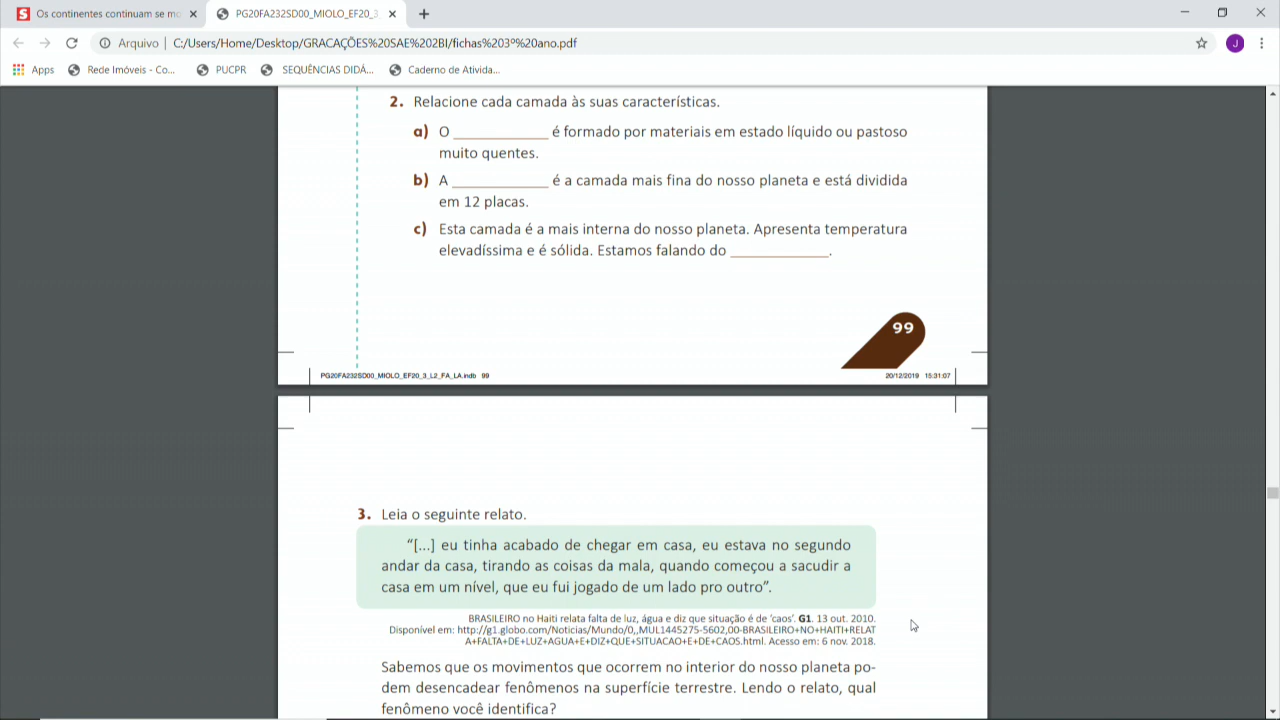 Os continentes continuam se mo
PG20FA232SD00_MIOLO_EF20_3
Arquivo | C:/Users/Home/Desktop/GRACAÇÕES%20SAE%202BI/fichas%203º%20ano.pdf
J
Apps
Rede Imóveis - Co...
PUCPR
SEQUÊNCIAS DIDÁ...
Caderno de Ativida...
2. Relacione cada camada às suas características.
a) O ____________ é formado por materiais em estado líquido ou pastoso
muito quentes.
b) A ____________ é a camada mais fina do nosso planeta e está dividida
em 12 placas.
c) Esta camada é a mais interna do nosso planeta. Apresenta temperatura
elevadíssima e é sólida. Estamos falando do ____________.
99
PG20FA232SD00_MIOLO_EF20_3_L2_FA_LA.indb 99
20/12/2019 15:31:07
3. Leia o seguinte relato.
“[...] eu tinha acabado de chegar em casa, eu estava no segundo
andar da casa, tirando as coisas da mala, quando começou a sacudir a
casa em um nível, que eu fui jogado de um lado pro outro”.
BRASILEIRO no Haiti relata falta de luz, água e diz que situação é de ‘caos’. G1. 13 out. 2010.
Disponível em: http://g1.globo.com/Noticias/Mundo/0,,MUL1445275-5602,00-BRASILEIRO+NO+HAITI+RELAT
A+FALTA+DE+LUZ+AGUA+E+DIZ+QUE+SITUACAO+E+DE+CAOS.html. Acesso em: 6 nov. 2018.
Sabemos que os movimentos que ocorrem no interior do nosso planeta po-
dem desencadear fenômenos na superfície terrestre. Lendo o relato, qual
fenômeno você identifica?